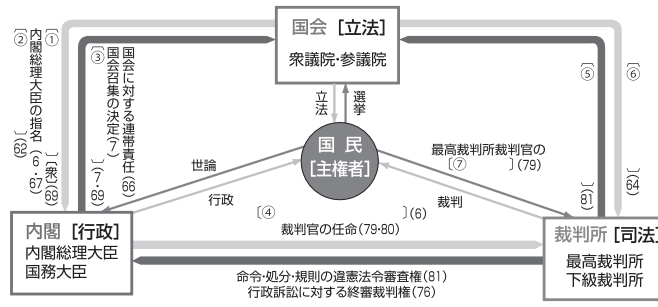 国会 [立法]
衆議院・参議院
〔① 〕〔衆〕(69)
〔② 〕(62)
内閣総理大臣の指名(6・67)
〔③ 〕(7・69)
国会召集の決定(7)
国会に対する連帯責任(66)
立法
選挙
〔⑤ 〕(81)
〔⑥ 〕(64)
国民
[主権者]
世論
行政
最高裁判所裁判官の
〔⑦ 〕(79)
裁判
〔④ 〕(6)
裁判官の任命(79・80)
内閣 [行政]
内閣総理大臣
国務大臣
裁判所 [司法]
最高裁判所
下級裁判所
命令・処分・規則の違憲法令審査権(81)
行政訴訟に対する終審裁判権(76)